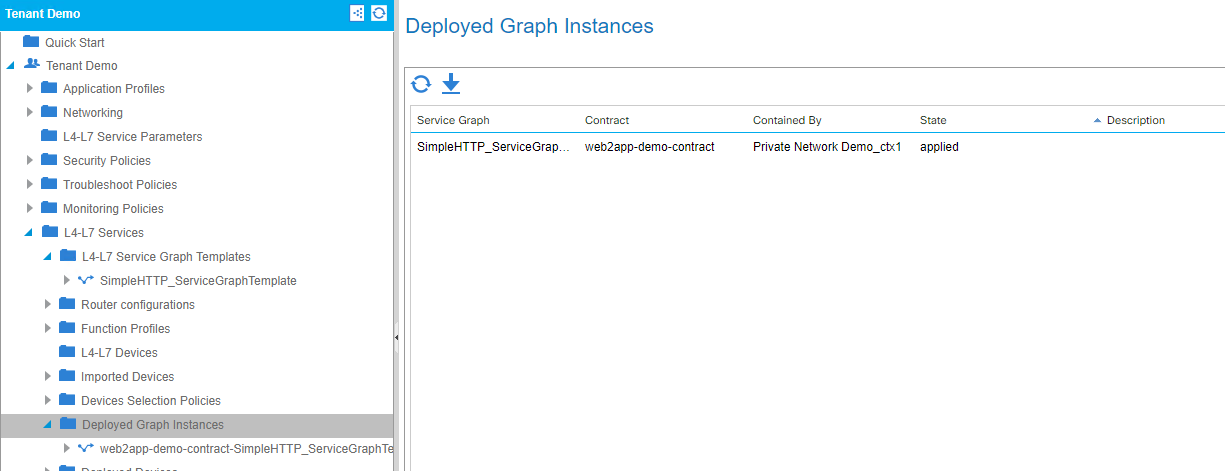 Tenant Demo
Quick Start
Tenant Demo
Application Profiles
Networking
L4-L7 Service Parameters
Security Policies
Troubleshoot Policies
Monitoring Policies
L4-L7 Services
L4-L7 Service Graph Templates
SimpleHTTP_ServiceGraphTemplate
Router configurations
Function Profiles
L4-L7 Devices
Imported Devices
Devices Selection Policies
Deployed Graph Instances
web2app-demo-contract-SimpleHTTP_ServiceGraphTe
Deployed Devices
Deployed Graph Instances
Service Graph Contract Contained By State Description
SimpleHTTP_ServiceGrap... web2app-demo-contract Private Network Demo_ctx1 applied